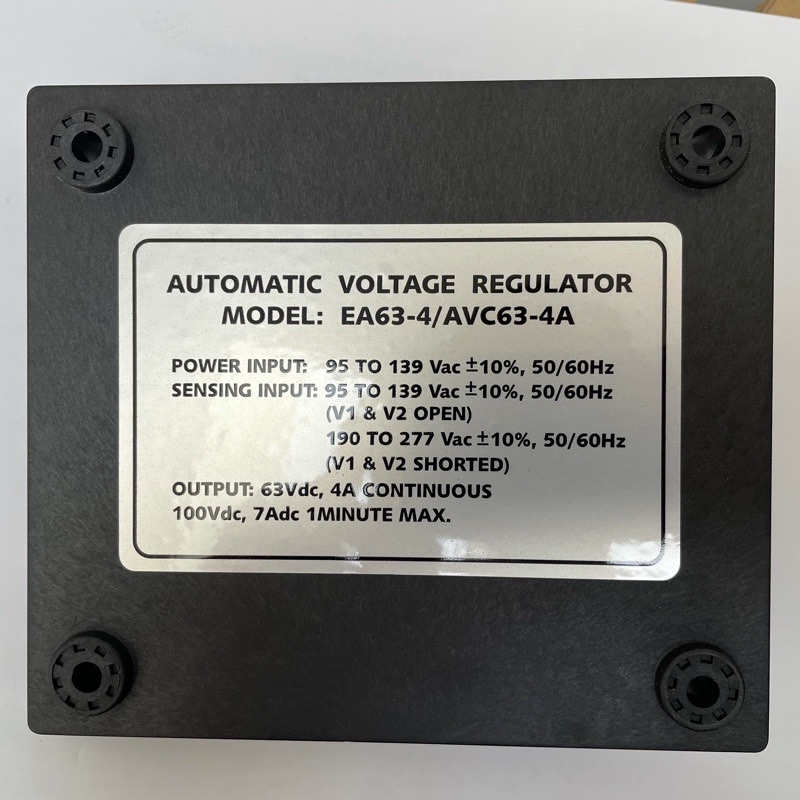 AUTOMATIC VOLTAGE REGULATOR
MODEL: EA63-4/AVC63-4A
POWER INPUT: 95 TO 139 Vac ±10%, 50/60Hz
SENSING INPUT: 95 TO 139 Vac ±10%, 50/60Hz
(V1 & V2 OPEN)
190 TO 277 Vac ±10%, 50/60Hz
(V1 & V2 SHORTED)
OUTPUT: 63Vdc, 4A CONTINUOUS
100Vdc, 7Adc 1MINUTE MAX.